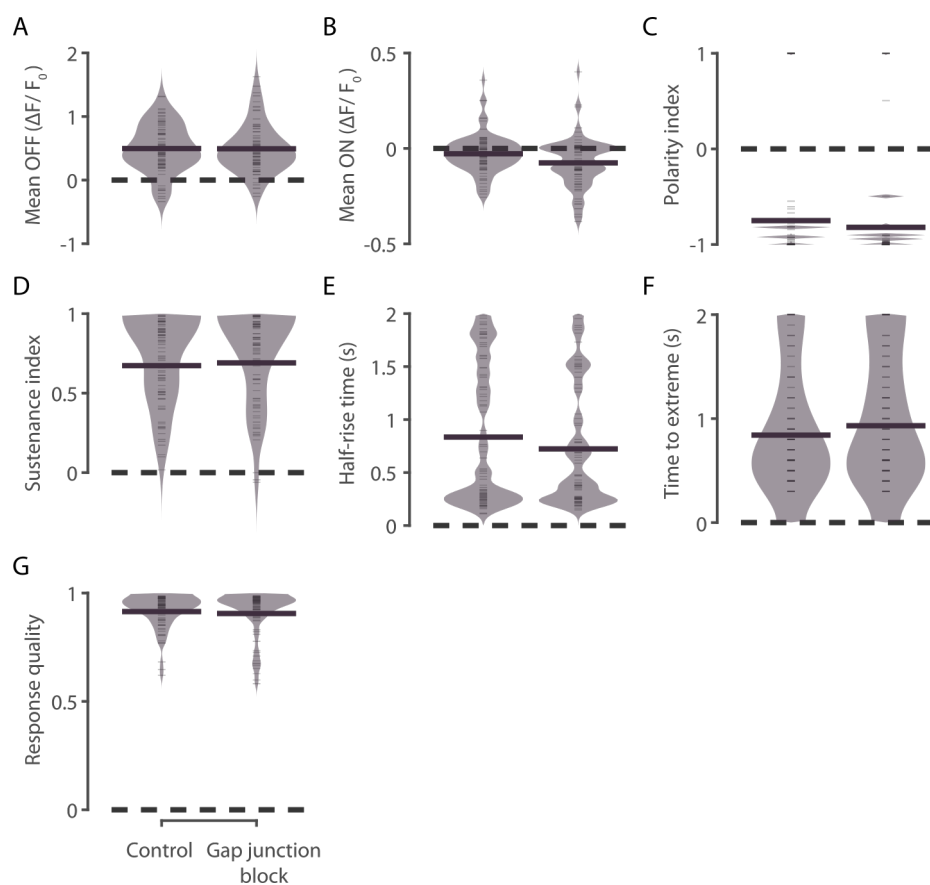 A
Mean OFF (ΔF/ F0)
2
1
0
-1
B
Mean ON (ΔF/ F0)
0.5
0
-0.5
C
Polarity index
1
0
-1
D
Sustenance index
1
0.5
0
E
Half-rise time (s)
2
1.5
1
0.5
0
F
Time to extreme (s)
2
1
0
G
Response quality
1
0.5
0
Control
Gap junction
block